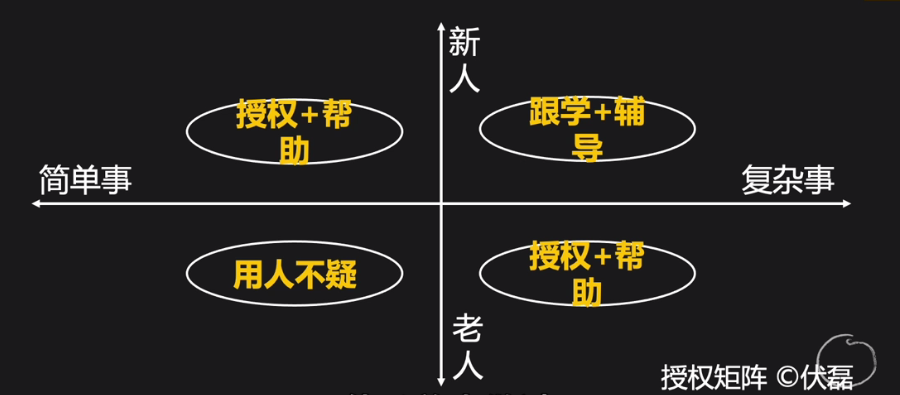 新
人
授权+帮
助
跟学+辅
导
简单事
复杂事
用人不疑
授权+帮
助
老
人
授权矩阵 ©伏磊